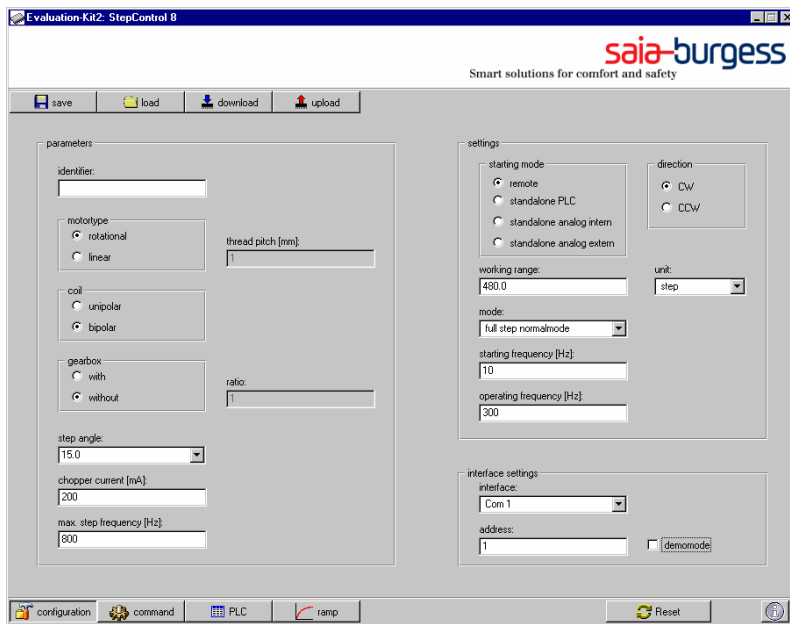 Evaluation-Kit2: StepControl 8
saia-burgess
Smart solutions for comfort and safety
save
load
download
upload
parameters
identifier:
motortype
rotational
linear
thread pitch [mm]:
1
coil
unipolar
bipolar
gearbox
with
without
ratio:
1
step angle:
15.0
chopper current [mA]:
200
max. step frequency [Hz]:
800
settings
starting mode
remote
standalone PLC
standalone analog intern
standalone analog extern
direction
CW
CCW
working range:
480.0
unit:
step
mode:
full step normalmode
starting frequency [Hz]:
10
operating frequency [Hz]:
300
interface settings
interface:
Com 1
address:
1
demomode
configuration
command
PLC
ramp
Reset